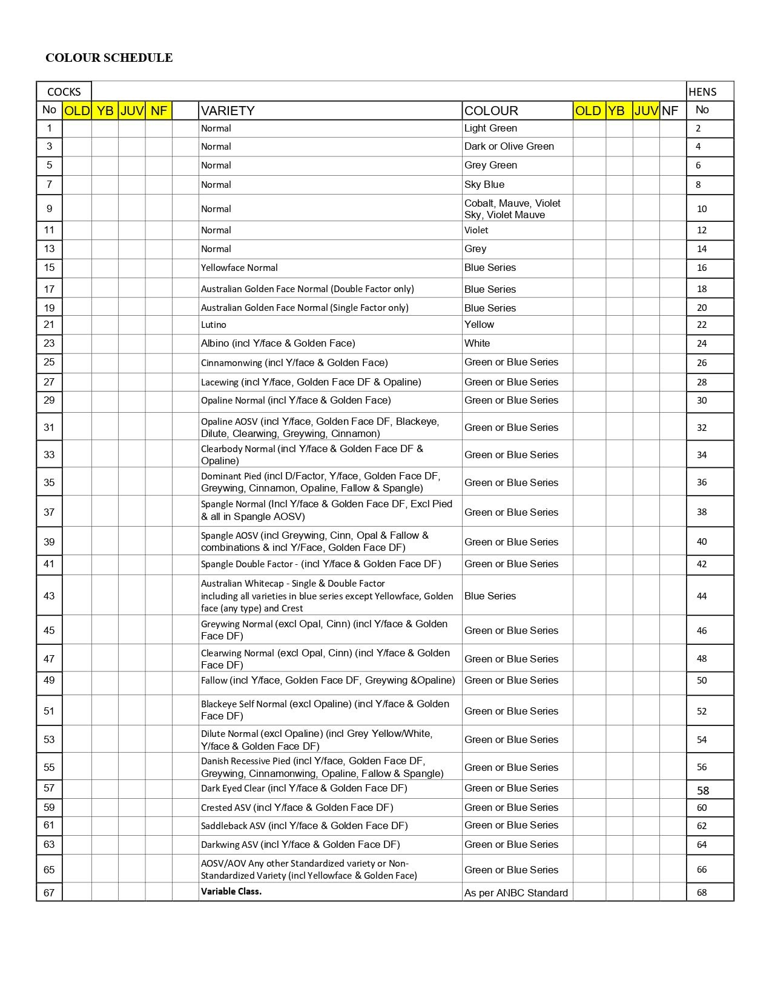 COLOUR SCHEDULE
COCKS HENS
No OLD YB JUV NF VARIETY COLOUR OLD YB JUV NF No
1 Normal Light Green 2
3 Normal Dark or Olive Green 4
5 Normal Grey Green 6
7 Normal Sky Blue 8
9 Normal Cobalt, Mauve, Violet 10
Sky, Violet Mauve
11 Normal Violet 12
13 Normal Grey 14
15 Yellowface Normal Blue Series 16
17 Australian Golden Face Normal (Double Factor only) Blue Series 18
19 Australian Golden Face Normal (Single Factor only) Blue Series 20
21 Lutino Yellow 22
23 Albino (incl Y/face & Golden Face) White 24
25 Cinnamonwing (incl Y/face & Golden Face) Green or Blue Series 26
27 Lacewing (incl Y/face, Golden Face DF & Opaline) Green or Blue Series 28
29 Opaline Normal (incl Y/face & Golden Face) Green or Blue Series 30
31 Opaline AOSV (incl Y/face, Golden Face DF, Blackeye, Green or Blue Series 32
Dilute, Clearwing, Greywing, Cinnamon)
33 Clearbody Normal (incl Y/face & Golden Face DF & Green or Blue Series 34
Opaline)
35 Dominant Pied (incl D/Factor, Y/face, Golden Face DF, Green or Blue Series 36
Greywing, Cinnamon, Opaline, Fallow & Spangle)
37 Spangle Normal (Incl Y/face & Golden Face DF, Excl Pied Green or Blue Series 38
& all in Spangle AOSV)
39 Spangle AOSV (incl Greywing, Cinn, Opal & Fallow & Green or Blue Series 40
combinations & incl Y/Face, Golden Face DF)
41 Spangle Double Factor - (incl Y/face & Golden Face DF) Green or Blue Series 42
43 Australian Whitecap - Single & Double Factor Blue Series 44
including all varieties in blue series except Yellowface, Golden
face (any type) and Crest
45 Greywing Normal (excl Opal, Cinn) (incl Y/face & Golden Green or Blue Series 46
Face DF)
47 Clearwing Normal (excl Opal, Cinn) (incl Y/face & Golden Green or Blue Series 48
Face DF)
49 Fallow (incl Y/face, Golden Face DF, Greywing &Opaline) Green or Blue Series 50
51 Blackeye Self Normal (excl Opaline) (incl Y/face & Golden Green or Blue Series 52
Face DF)
53 Dilute Normal (excl Opaline) (incl Grey Yellow/White, Green or Blue Series 54
Y/face & Golden Face DF)
55 Danish Recessive Pied (incl Y/face, Golden Face DF, Green or Blue Series 56
Greywing, Cinnamonwing, Opaline, Fallow & Spangle)
57 Dark Eyed Clear (incl Y/face & Golden Face DF) Green or Blue Series 58
59 Crested ASV (incl Y/face & Golden Face DF) Green or Blue Series 60
61 Saddleback ASV (incl Y/face & Golden Face DF) Green or Blue Series 62
63 Darkwing ASV (incl Y/face & Golden Face DF) Green or Blue Series 64
65 AOSV/AOV Any other Standardized variety or Non- Green or Blue Series 66
Standardized Variety (incl Yellowface & Golden Face)
67 Variable Class. As per ANBC Standard 68